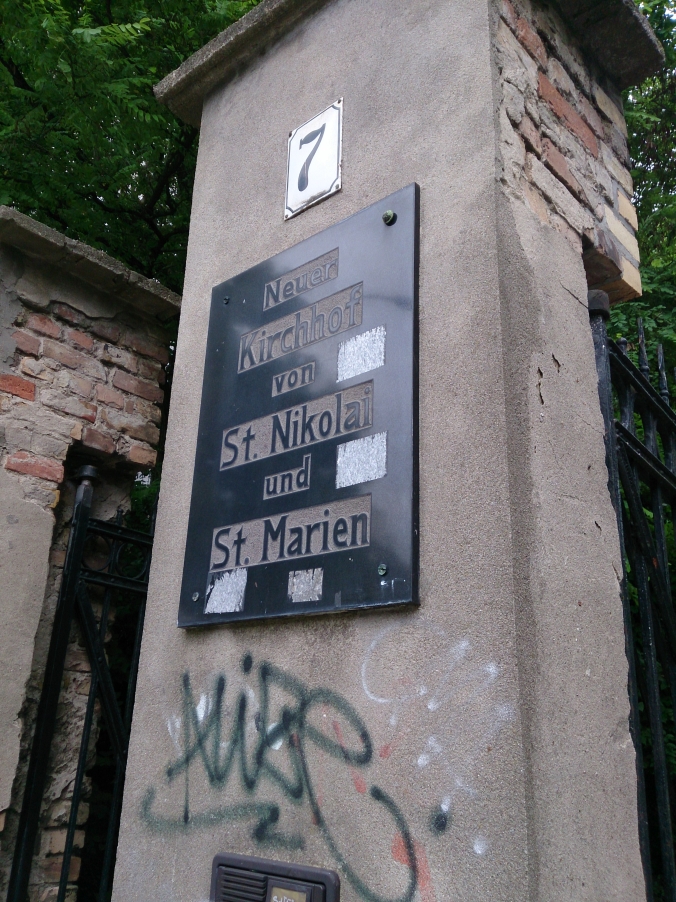 7
Neuer
Kirchhof
von
St. Nikolai
und
St. Marien